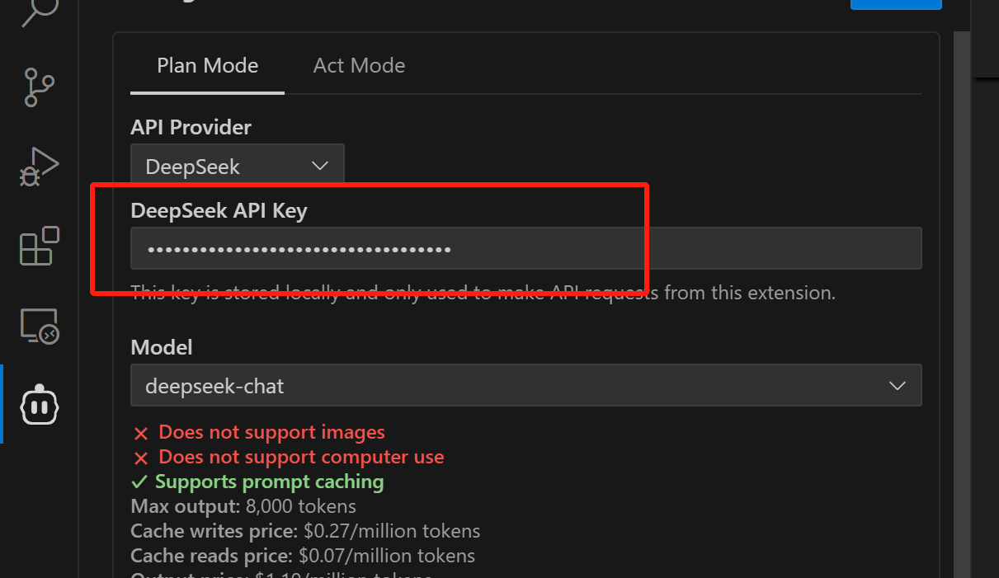 Plan Mode
Act Mode
API Provider
DeepSeek
DeepSeek API Key
•••••••••••••••••••••••••••••••••••
This key is stored locally and only used to make API requests from this extension.
Model
deepseek-chat
✕ Does not support images
✕ Does not support computer use
✓ Supports prompt caching
Max output: 8,000 tokens
Cache writes price: $0.27/million tokens
Cache reads price: $0.07/million tokens
Output price: $1.10/million tokens